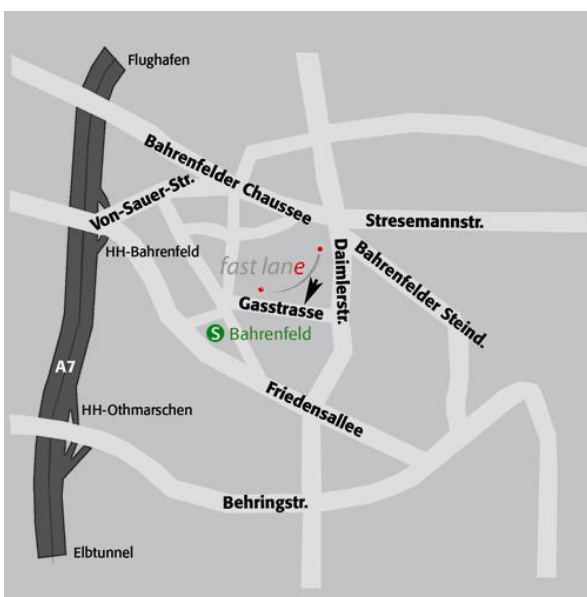 Flughafen
Bahrenfelder Chaussee
Von-Sauer-Str.
Stresemannstr.
HH-Bahrenfeld
Daimlerstr.
Bahrenfelder Steind.
fast lane
Gasstrasse
S Bahrenfeld
A7
HH-Othmarschen
Friedensallee
Behringstr.
Elbtunnel